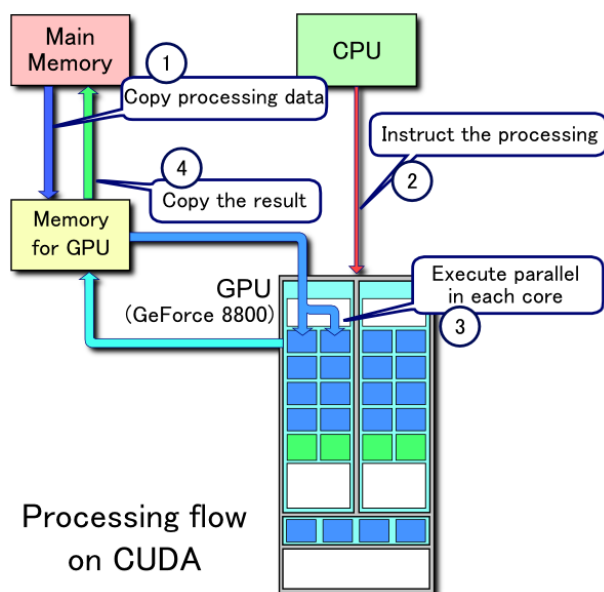 Main
Memory
1
Copy processing data
CPU
Instruct the processing
2
4
Copy the result
Memory
for GPU
GPU
(GeForce 8800)
Execute parallel
in each core
3
Processing flow
on CUDA